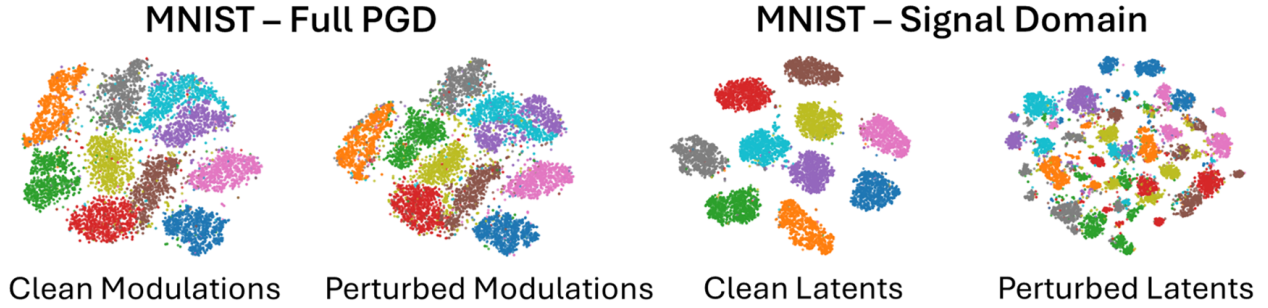 MNIST – Full PGD
MNIST – Signal Domain
Clean Modulations
Perturbed Modulations
Clean Latents
Perturbed Latents